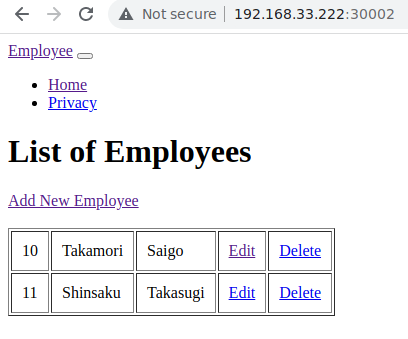 Not secure | 192.168.33.222:30002
Employee
Home
Privacy
List of Employees
Add New Employee
10 Takamori Saigo Edit Delete
11 Shinsaku Takasugi Edit Delete